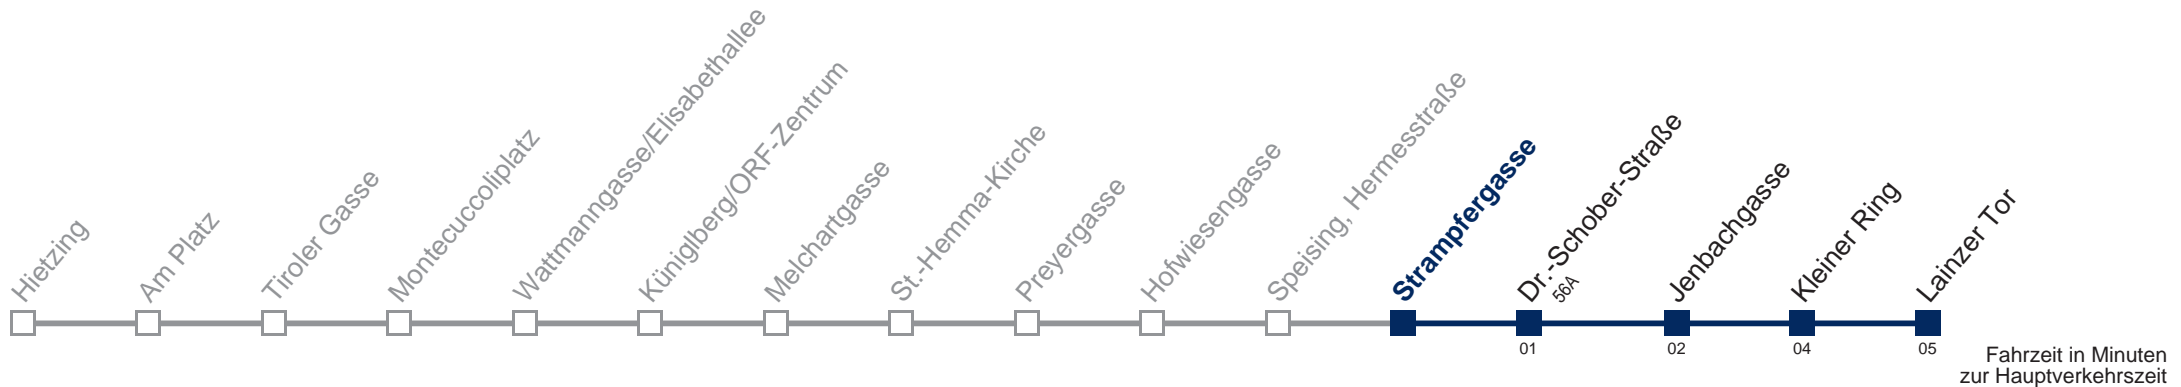 Hietzing
Am Platz
Tiroler Gasse
Montecuccoliplatz
Wattmanngasse/Elisabethallee
Küniglberg/ORF-Zentrum
Melchartgasse
St.-Hemma-Kirche
Preyergasse
Hofwiesengasse
Speising, Hermesstraße
Strampfergasse
Dr.-Schober-Straße
56A
Jenbachgasse
Kleiner Ring
Lainzer Tor
01
02
04
05
Fahrzeit in Minuten
zur Hauptverkehrszeit